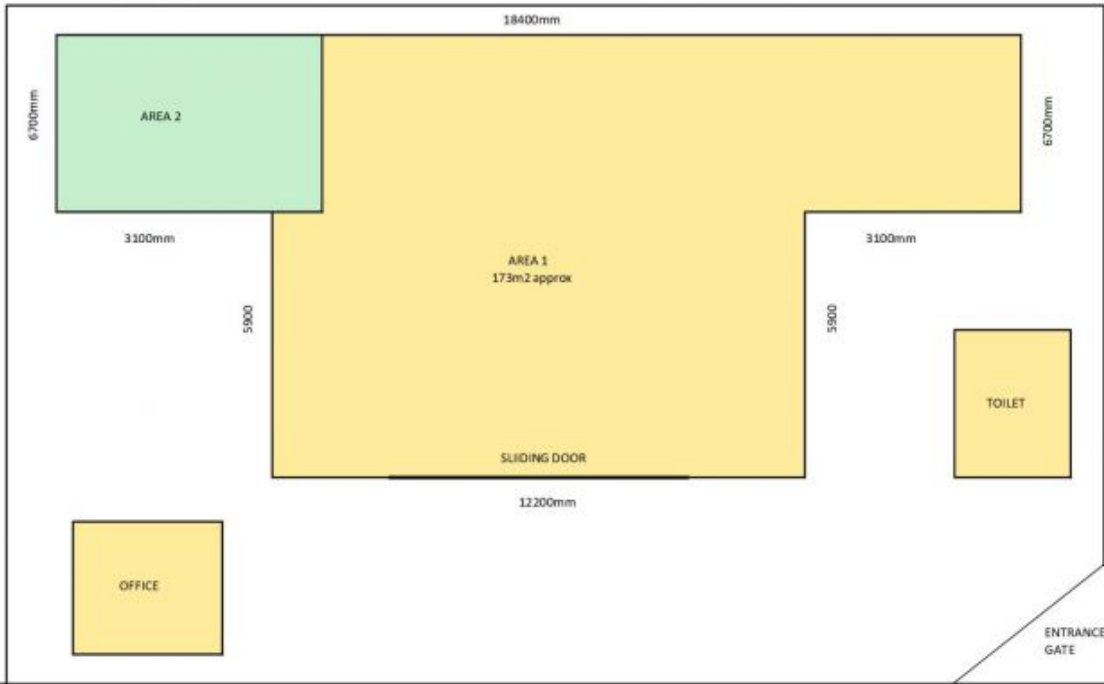 18400mm
AREA 2
6700mm
6700mm
3100mm
3100mm
AREA 1
173m2 approx
5900
5900
TOILET
SLIIDING DOOR
12200mm
OFFICE
ENTRANCE
GATE